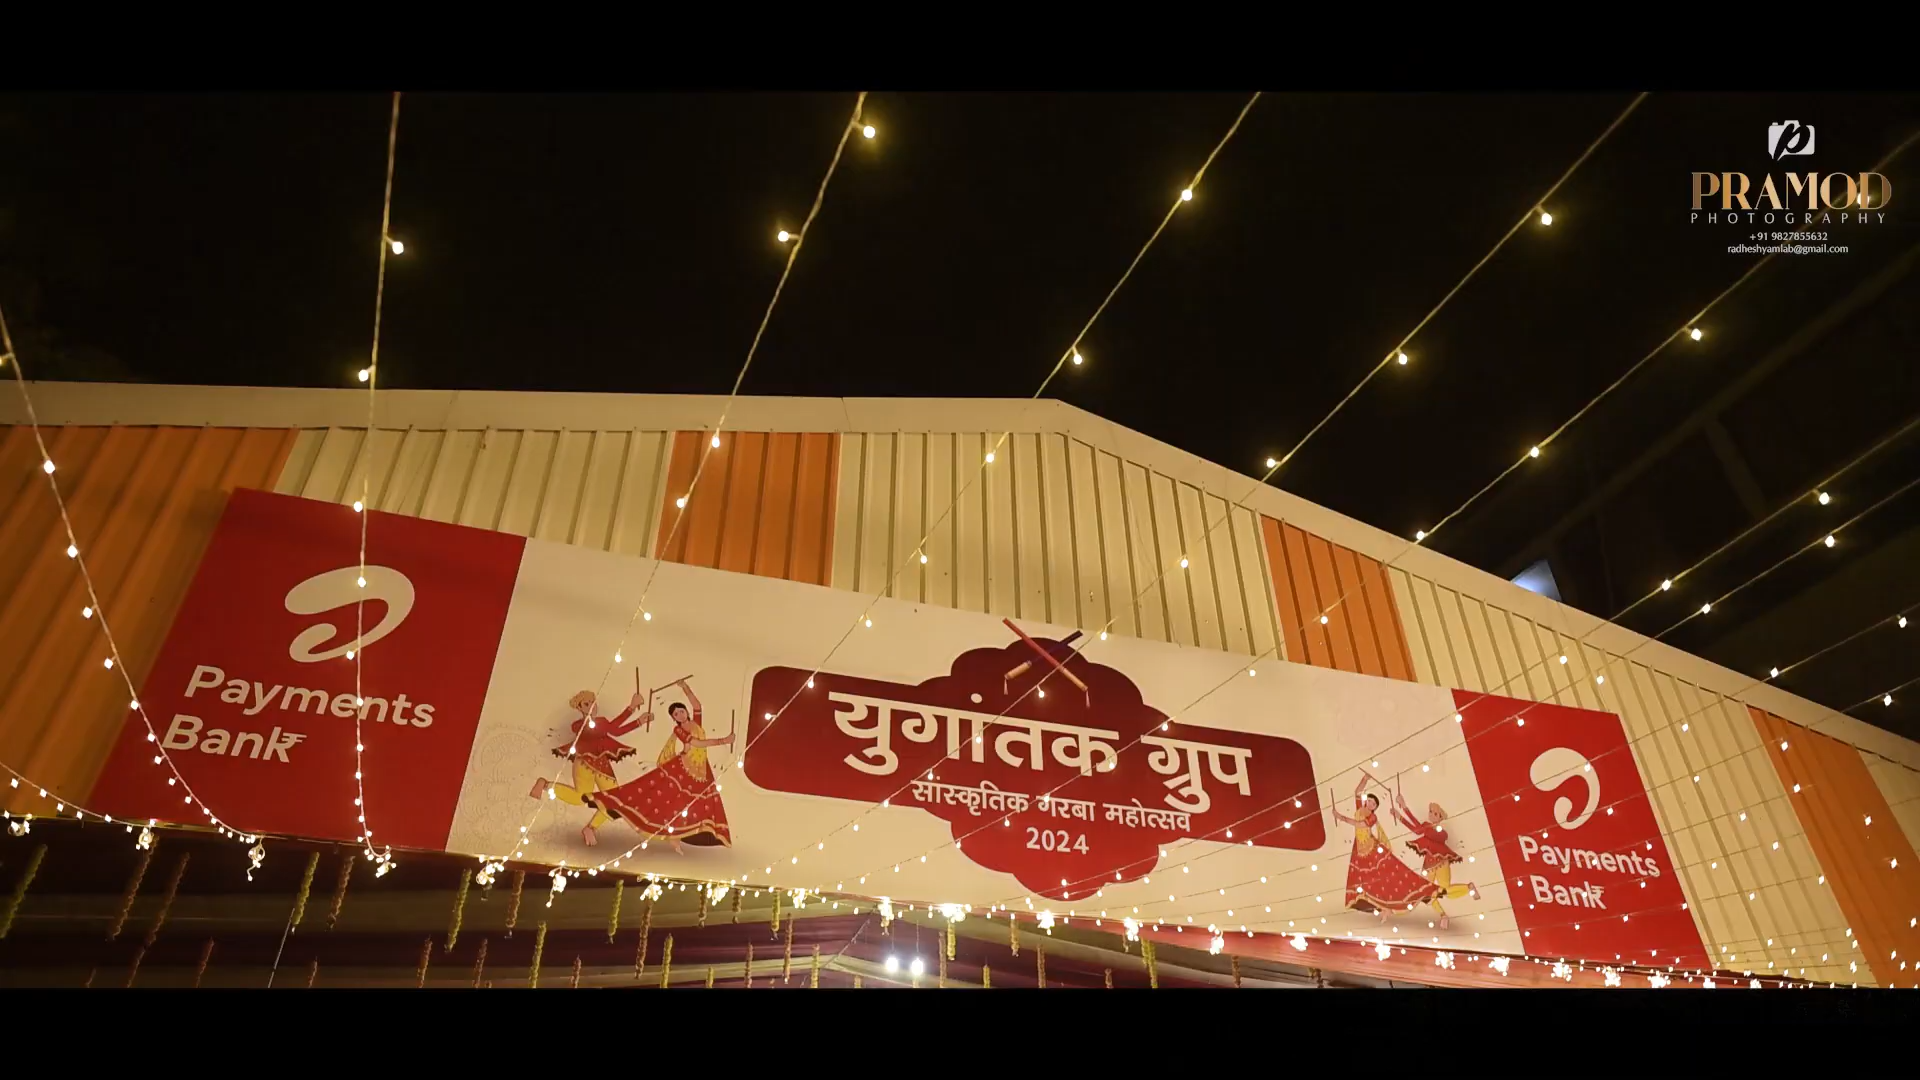 PRAMOD
PHOTOGRAPHY
+91 9827855632
radheshyamlab@gmail.com
Payments
Bank
युगांतक ग्रुप
सांस्कृतिक गरबा महोत्सव
2024
Payments
Bank